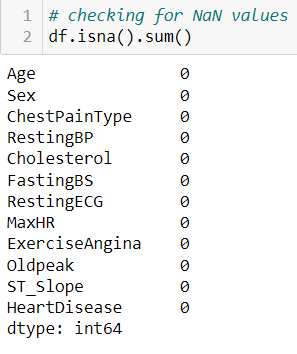 1 # checking for NaN values
2 df.isna().sum()
Age 0
Sex 0
ChestPainType 0
RestingBP 0
Cholesterol 0
FastingBS 0
RestingECG 0
MaxHR 0
ExerciseAngina 0
Oldpeak 0
ST_Slope 0
HeartDisease 0
dtype: int64